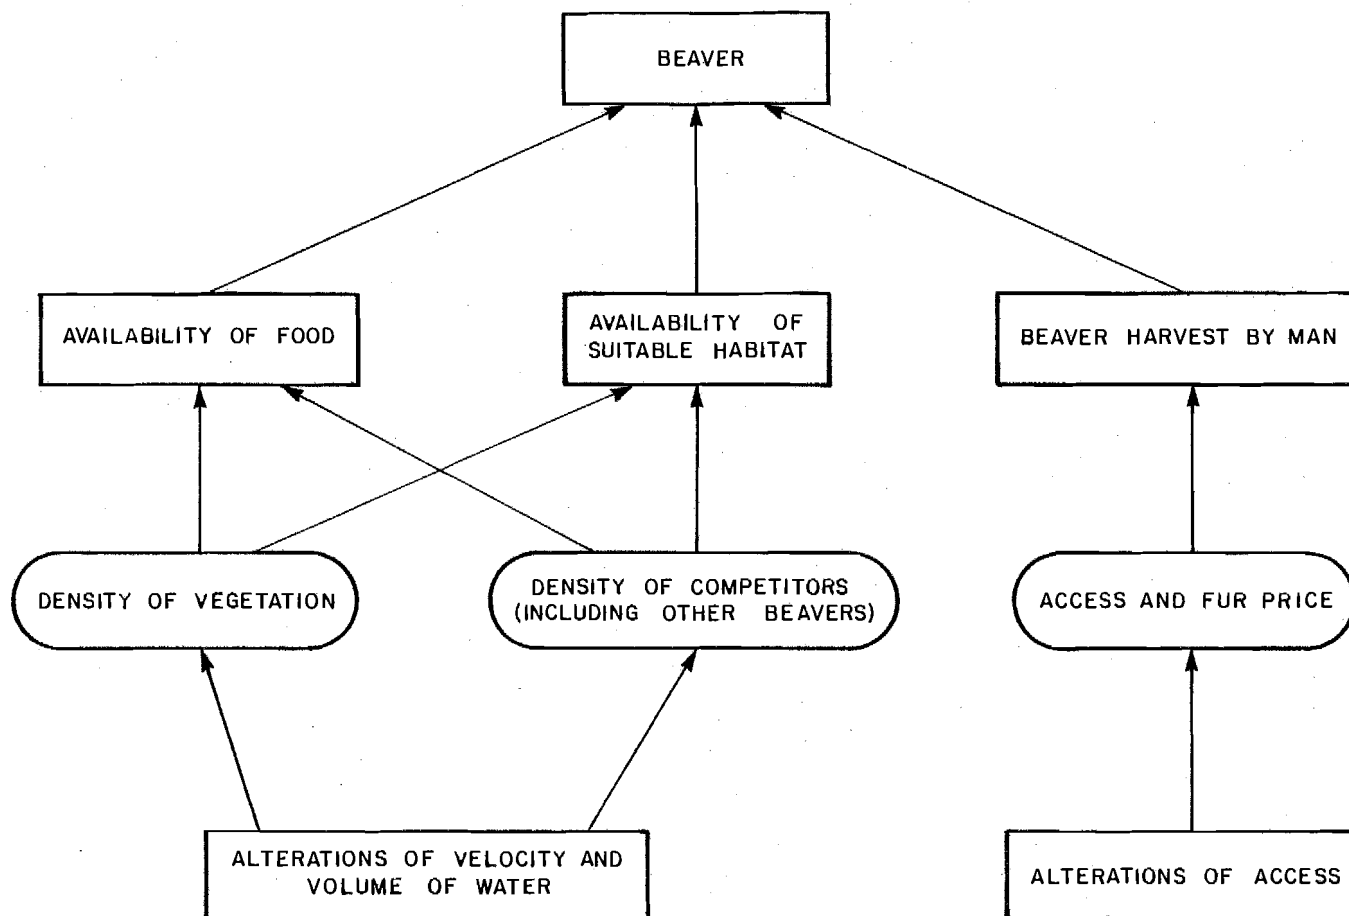 BEAVER
AVAILABILITY OF FOOD
AVAILABILITY OF
SUITABLE HABITAT
BEAVER HARVEST BY MAN
DENSITY OF VEGETATION
DENSITY OF COMPETITORS
(INCLUDING OTHER BEAVERS)
ACCESS AND FUR PRICE
ALTERATIONS OF VELOCITY AND
VOLUME OF WATER
ALTERATIONS OF ACCESS